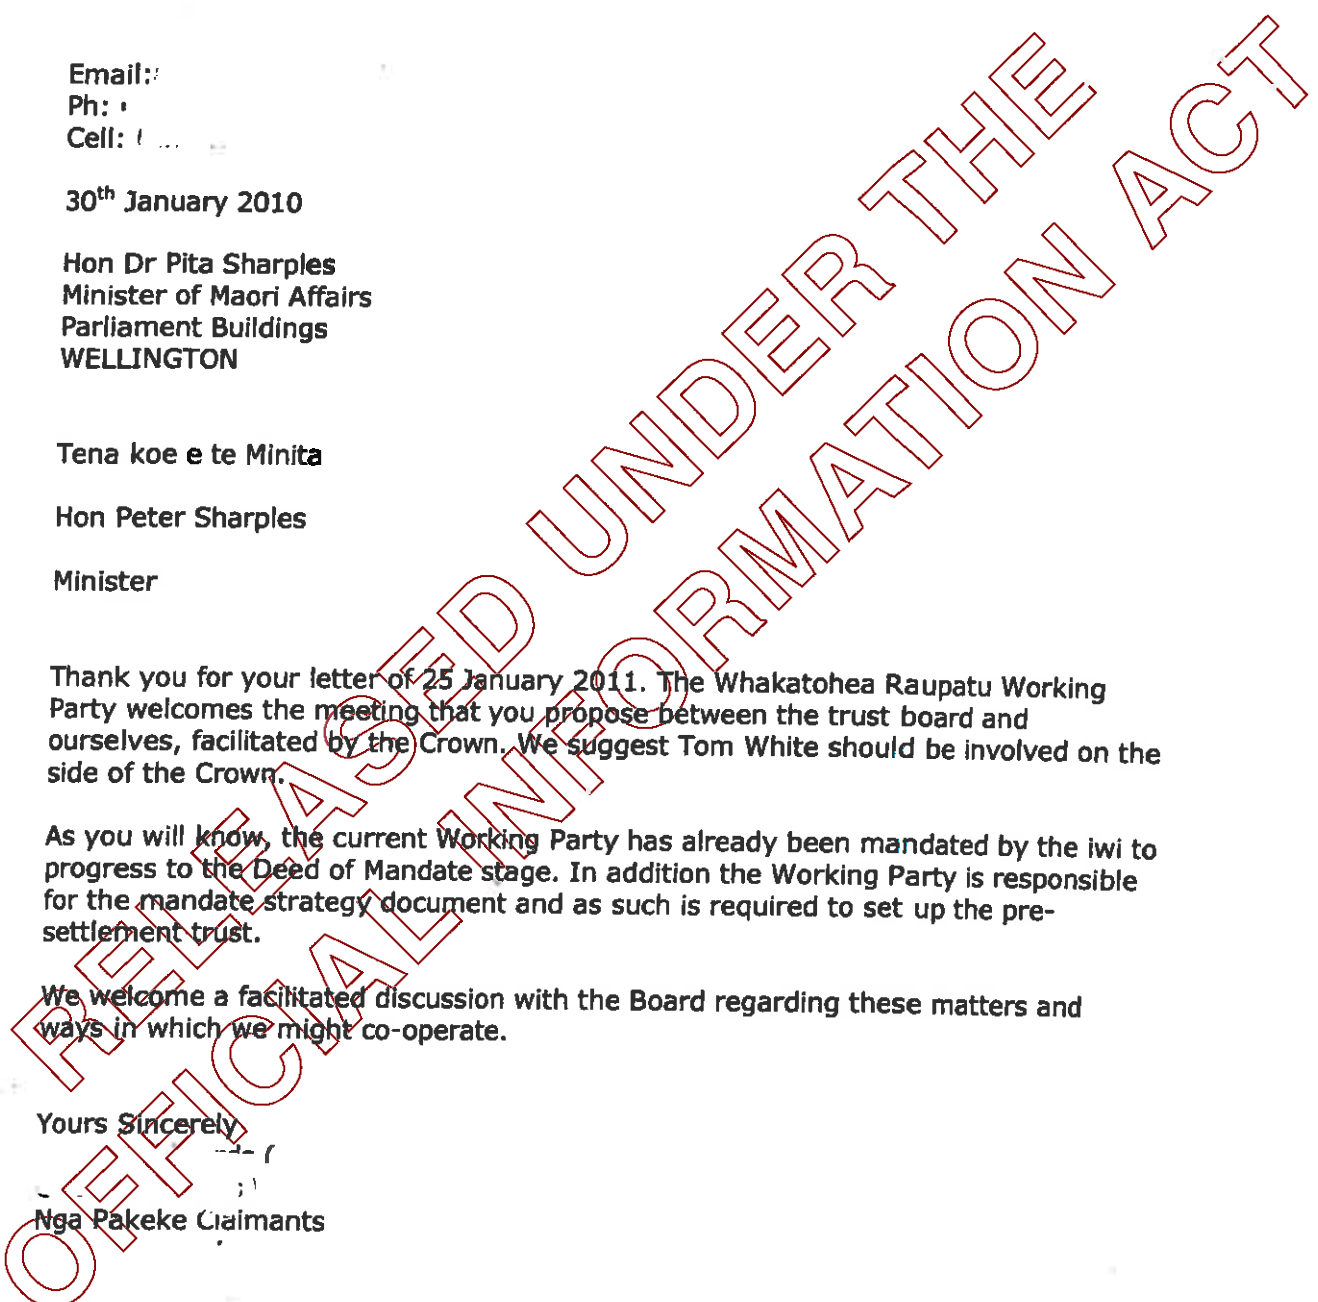 Email:
Ph:
Cell:
30th January 2010
Hon Dr Pita Sharples
Minister of Maori Affairs
Parliament Buildings
WELLINGTON
Tena koe e te Minita
Hon Peter Sharples
Minister
Thank you for your letter of 25 January 2011. The Whakatohea Raupatu Working
Party welcomes the meeting that you propose between the trust board and
ourselves, facilitated by the Crown. We suggest Tom White should be involved on the
side of the Crown.
As you will know, the current Working Party has already been mandated by the iwi to
progress to the Deed of Mandate stage. In addition the Working Party is responsible
for the mandate strategy document and as such is required to set up the pre-
settlement trust.
We welcome a facilitated discussion with the Board regarding these matters and
ways in which we might co-operate.
Yours Sincerely
Nga Pakeke Claimants
RELEASED UNDER THE
OFFICIAL INFORMATION ACT